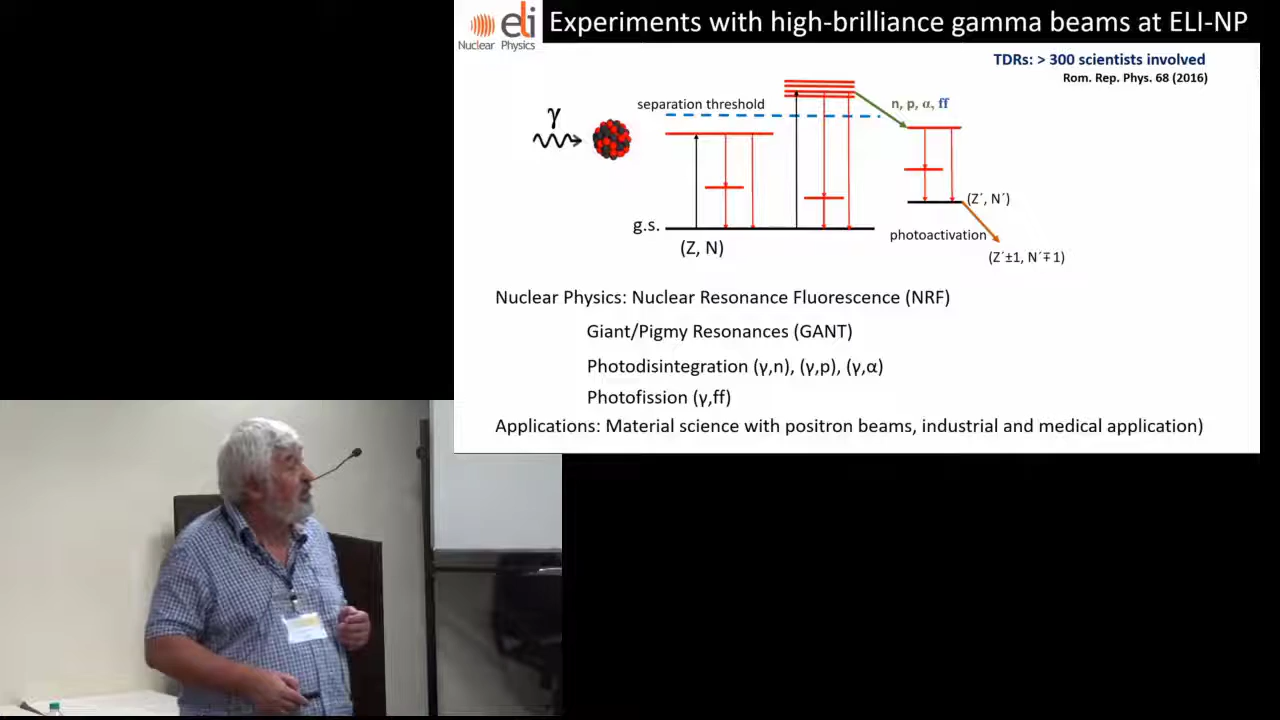 eli
Nuclear Physics
Experiments with high-brilliance gamma beams at ELI-NP
TDRs: > 300 scientists involved
Rom. Rep. Phys. 68 (2016)
γ
separation threshold
n, p, α, ff
g.s.
(Z, N)
(Z´, N´)
photoactivation
(Z´±1, N´∓1)
Nuclear Physics: Nuclear Resonance Fluorescence (NRF)
Giant/Pigmy Resonances (GANT)
Photodisintegration (γ,n), (γ,p), (γ,α)
Photofission (γ,ff)
Applications: Material science with positron beams, industrial and medical application)